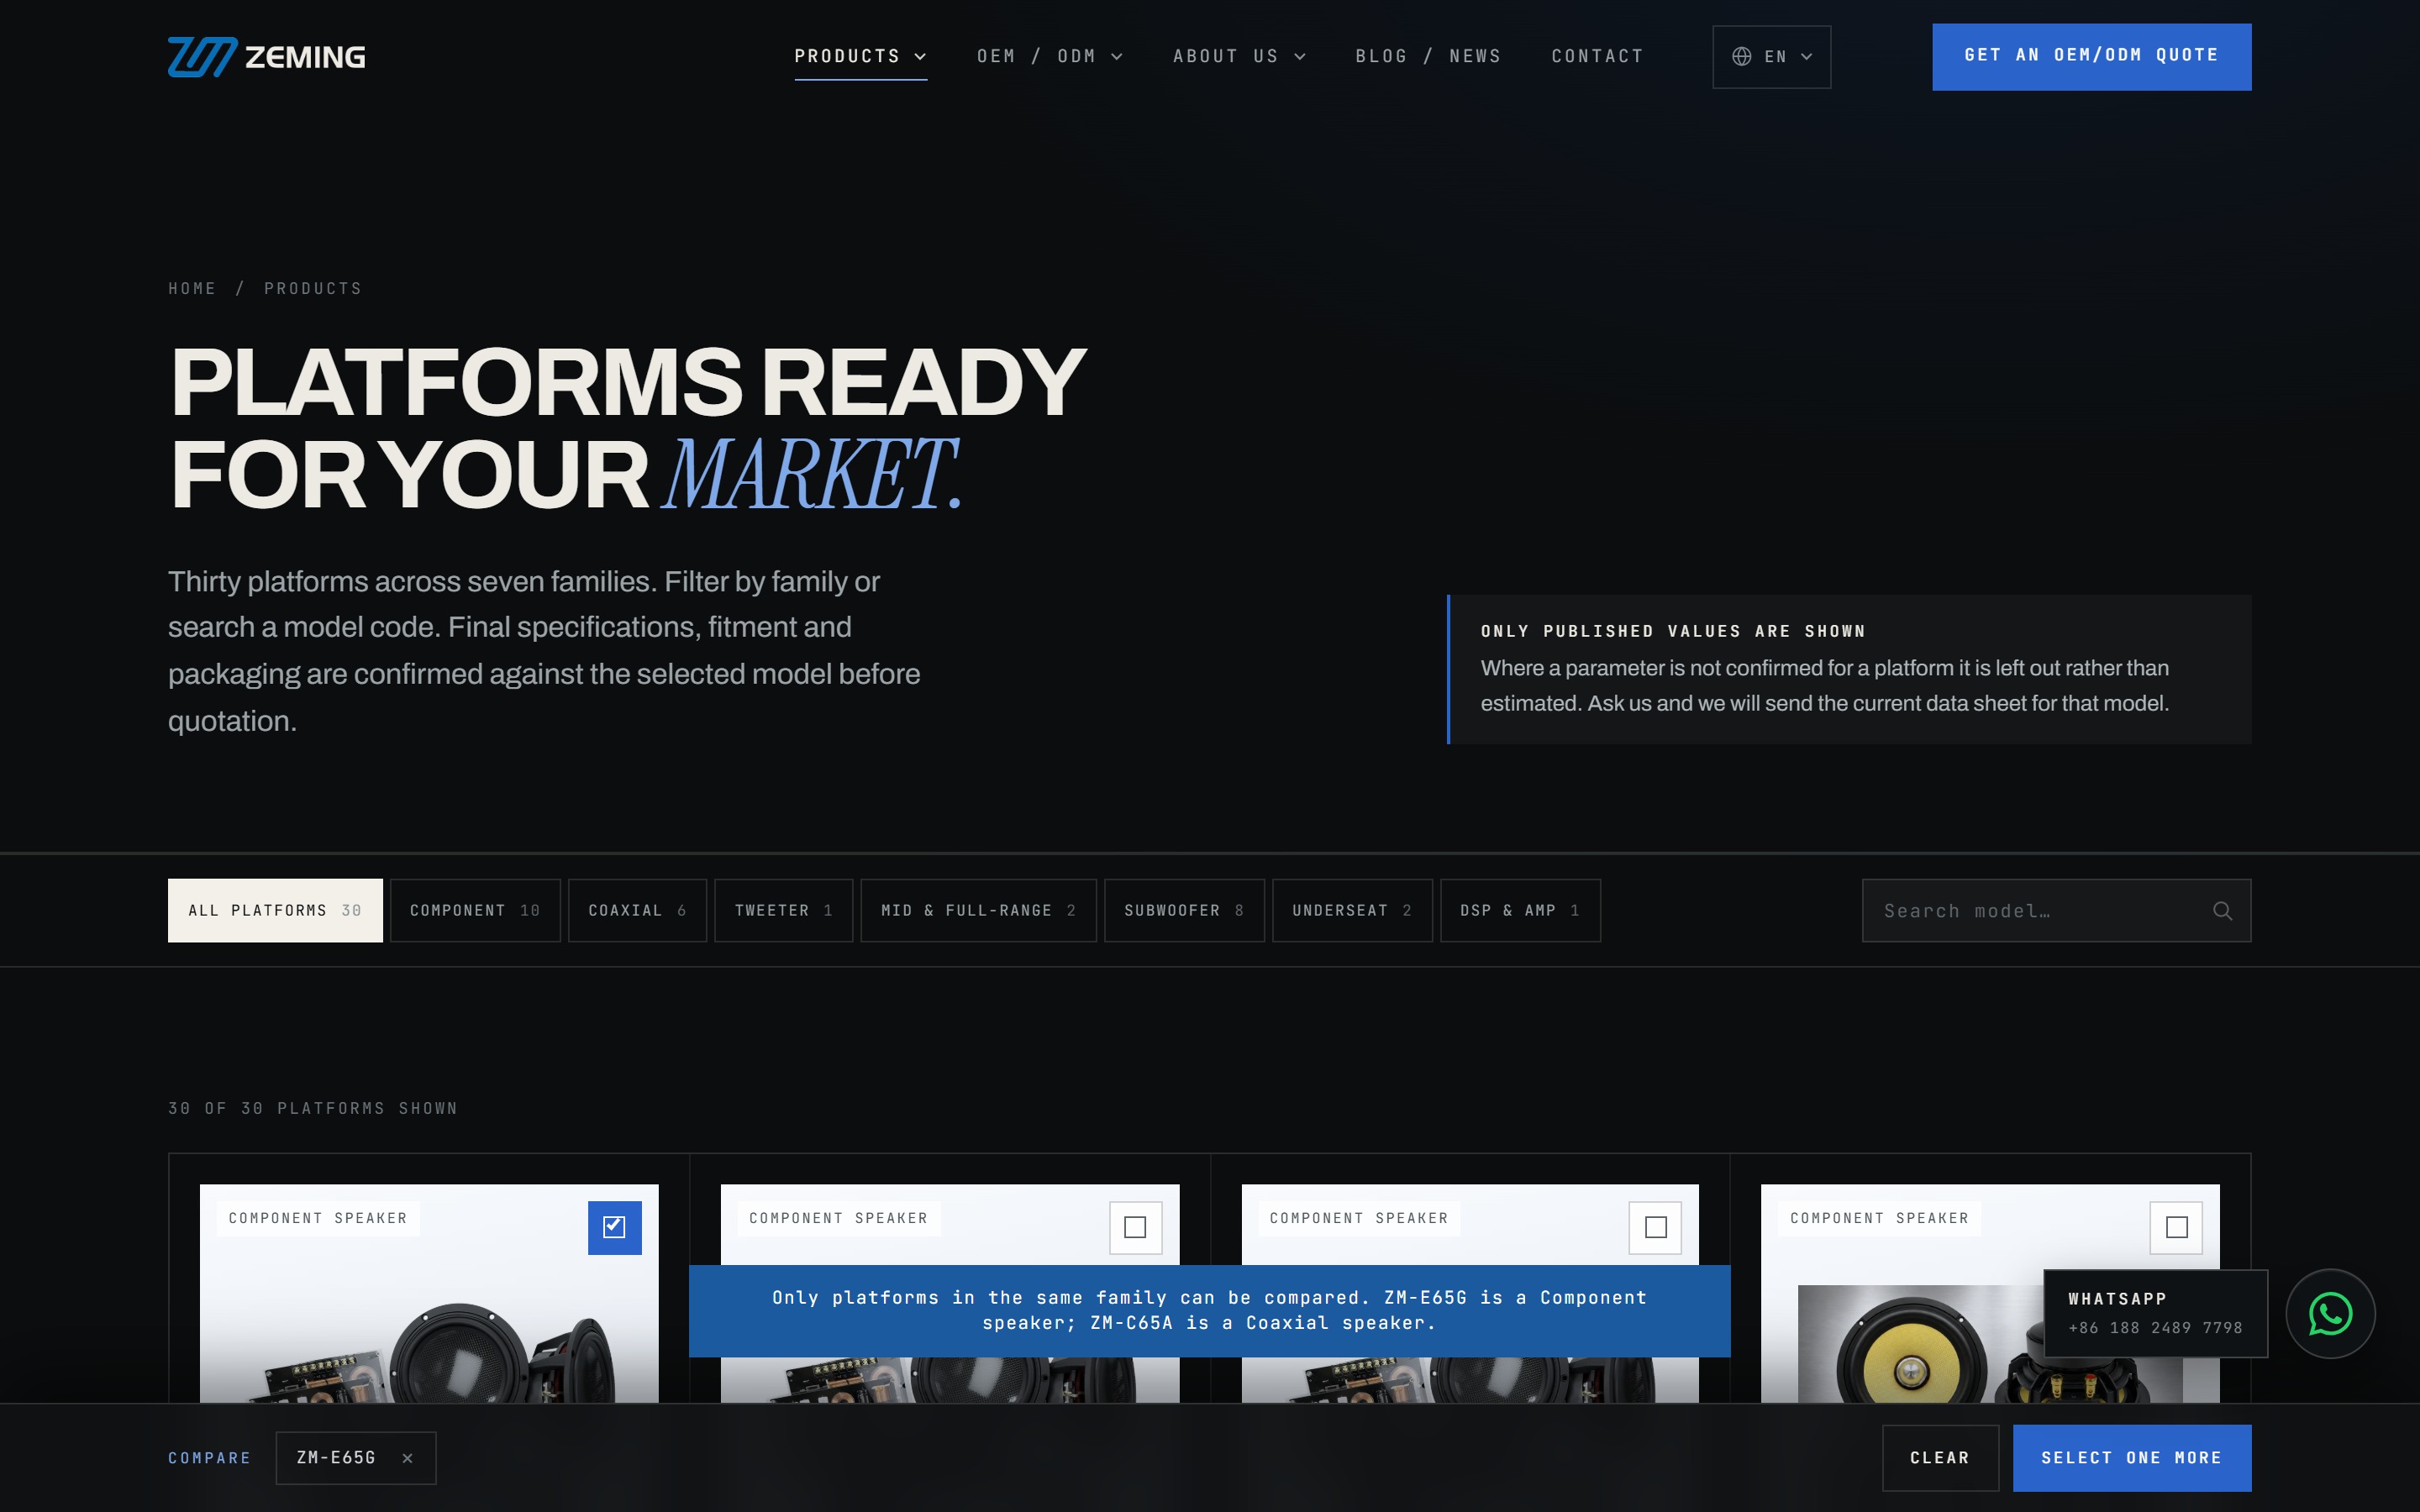 ZEMING
PRODUCTS
OEM / ODM
ABOUT US
BLOG / NEWS
CONTACT
EN
GET AN OEM/ODM QUOTE
HOME / PRODUCTS
PLATFORMS READY
FOR YOUR MARKET.
Thirty platforms across seven families. Filter by family or
search a model code. Final specifications, fitment and
packaging are confirmed against the selected model before
quotation.
ONLY PUBLISHED VALUES ARE SHOWN
Where a parameter is not confirmed for a platform it is left out rather than
estimated. Ask us and we will send the current data sheet for that model.
ALL PLATFORMS 30
COMPONENT 10
COAXIAL 6
TWEETER 1
MID & FULL-RANGE 2
SUBWOOFER 8
UNDERSEAT 2
DSP & AMP 1
Search model…
30 OF 30 PLATFORMS SHOWN
COMPONENT SPEAKER
COMPONENT SPEAKER
COMPONENT SPEAKER
COMPONENT SPEAKER
Only platforms in the same family can be compared. ZM-E65G is a Component
speaker; ZM-C65A is a Coaxial speaker.
WHATSAPP
+86 188 2489 7798
COMPARE
ZM-E65G ×
CLEAR
SELECT ONE MORE